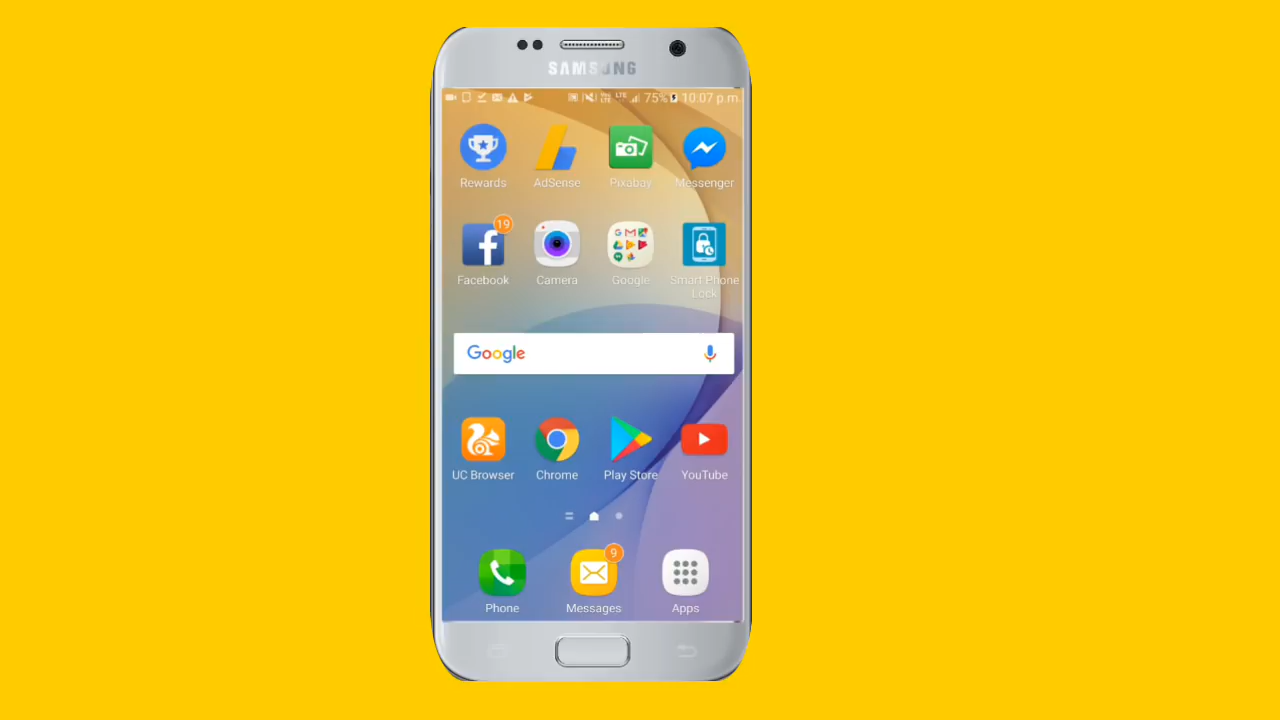 SAMSUNG
LTE 75% 10:07 p.m.
Rewards AdSense Pixabay Messenger
19
Facebook Camera Google Smart Phone
Lock
Google
UC Browser Chrome Play Store YouTube
9
Phone Messages Apps